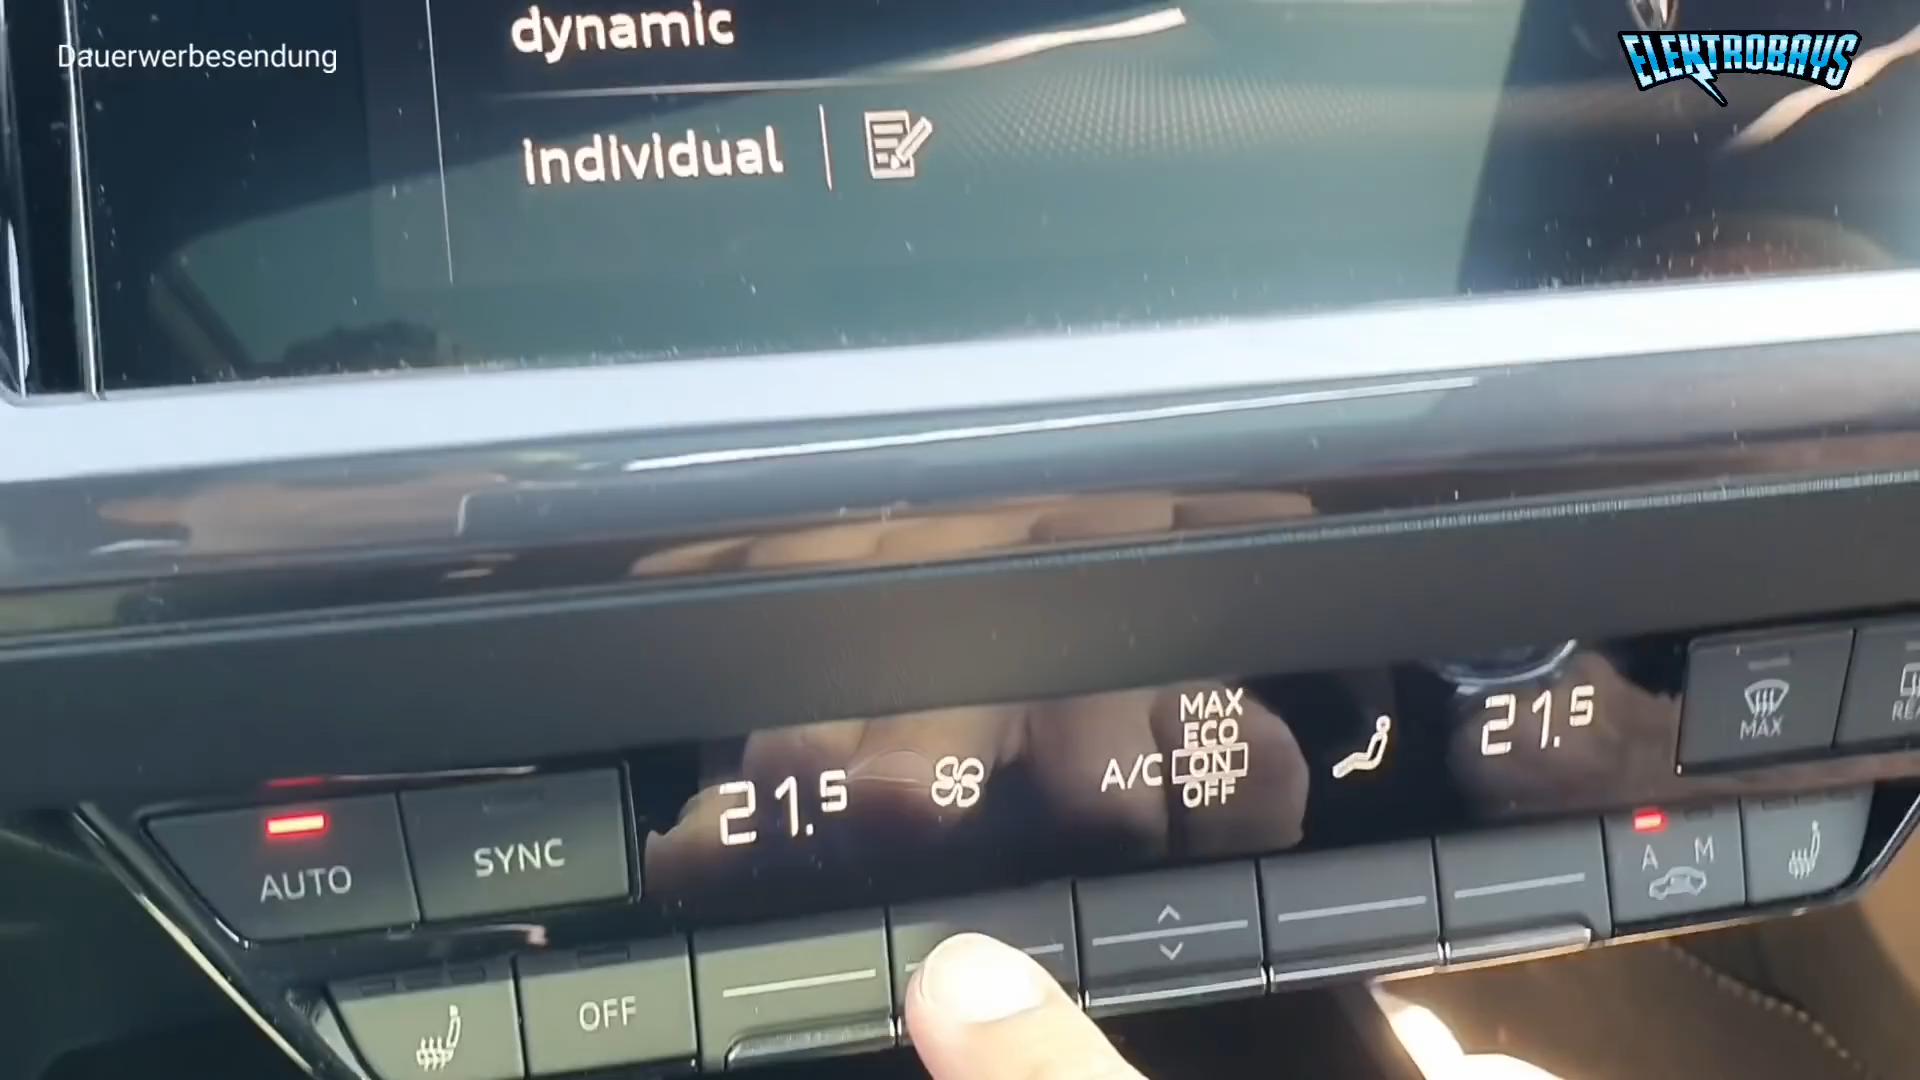 Dauerwerbesendung
ELEKTROBAYS
dynamic
individual
MAX
ECO
A/C ON
OFF
21.5
21.5
MAX
AUTO
SYNC
A M
OFF